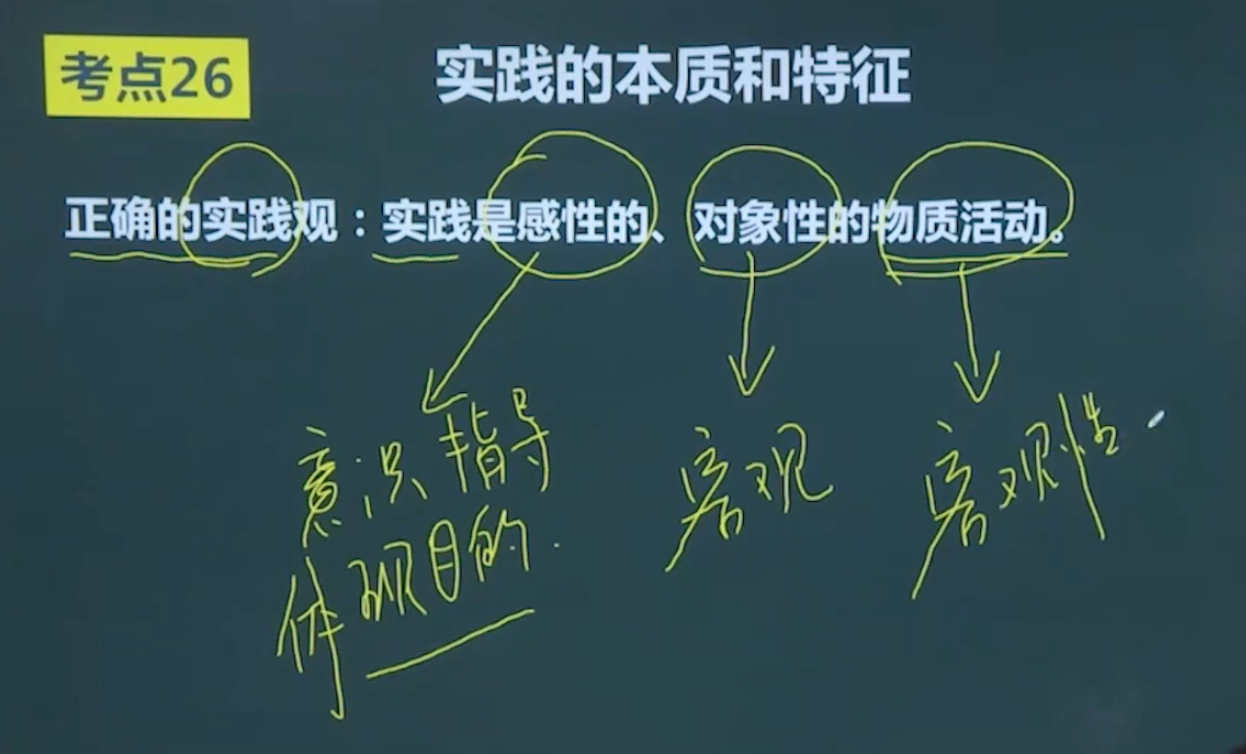 考点26
实践的本质和特征
正确的实践观：实践是感性的、对象性的物质活动。
意识指导
体现目的.
客观
客观性.